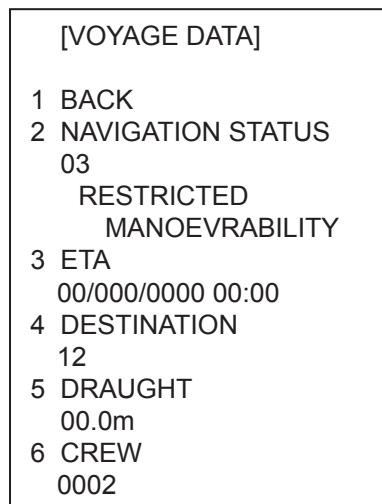 [VOYAGE DATA]
1 BACK
2 NAVIGATION STATUS
03
RESTRICTED
MANOEVRABILITY
3 ETA
00/000/0000 00:00
4 DESTINATION
12
5 DRAUGHT
00.0m
6 CREW
0002